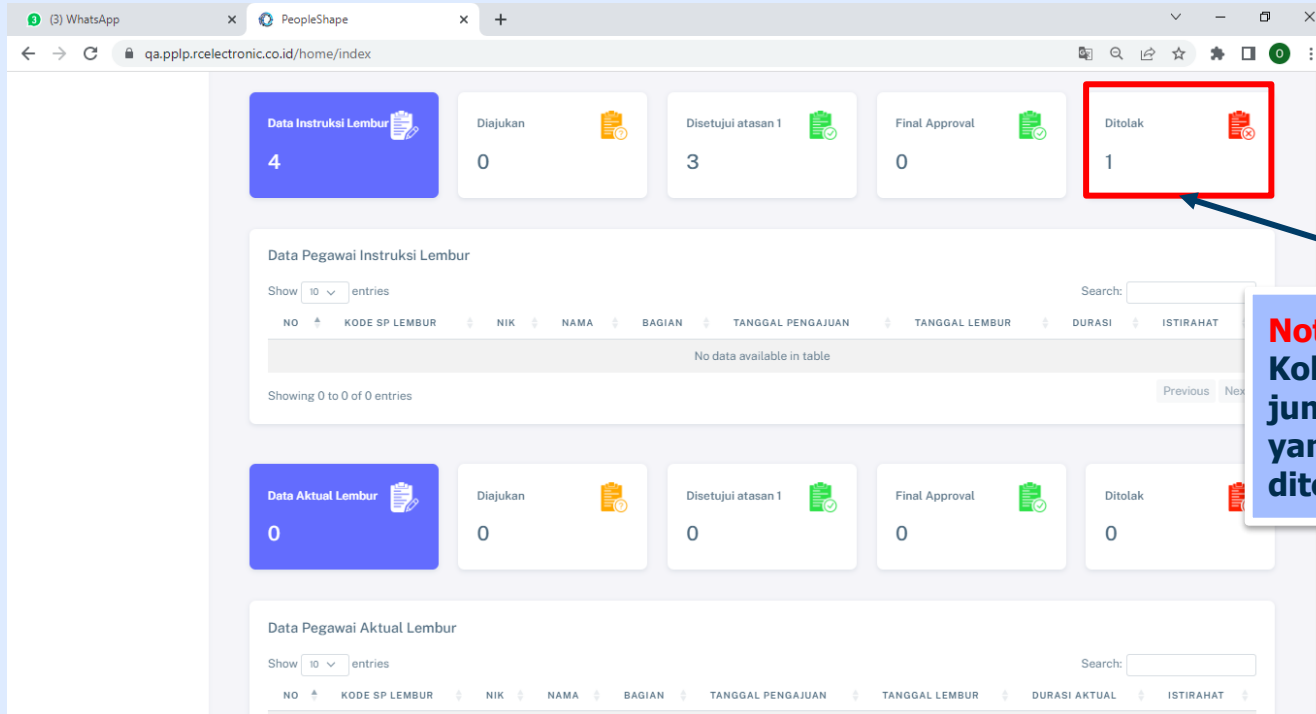 (3) WhatsApp
PeopleShape
qa.pplp.rcelectronic.co.id/home/index
O
Data Instruksi Lembur
4
Diajukan
0
Disetujui atasan 1
3
Final Approval
0
Ditolak
1
Data Pegawai Instruksi Lembur
Show 10 entries
Search:
NO KODE SP LEMBUR NIK NAMA BAGIAN TANGGAL PENGAJUAN TANGGAL LEMBUR DURASI ISTIRAHAT
No data available in table
Showing 0 to 0 of 0 entries
Previous
Data Aktual Lembur
0
Diajukan
0
Disetujui atasan 1
0
Final Approval
0
Ditolak
0
Data Pegawai Aktual Lembur
Show 10 entries
Search:
NO KODE SP LEMBUR NIK NAMA BAGIAN TANGGAL PENGAJUAN TANGGAL LEMBUR DURASI AKTUAL ISTIRAHAT